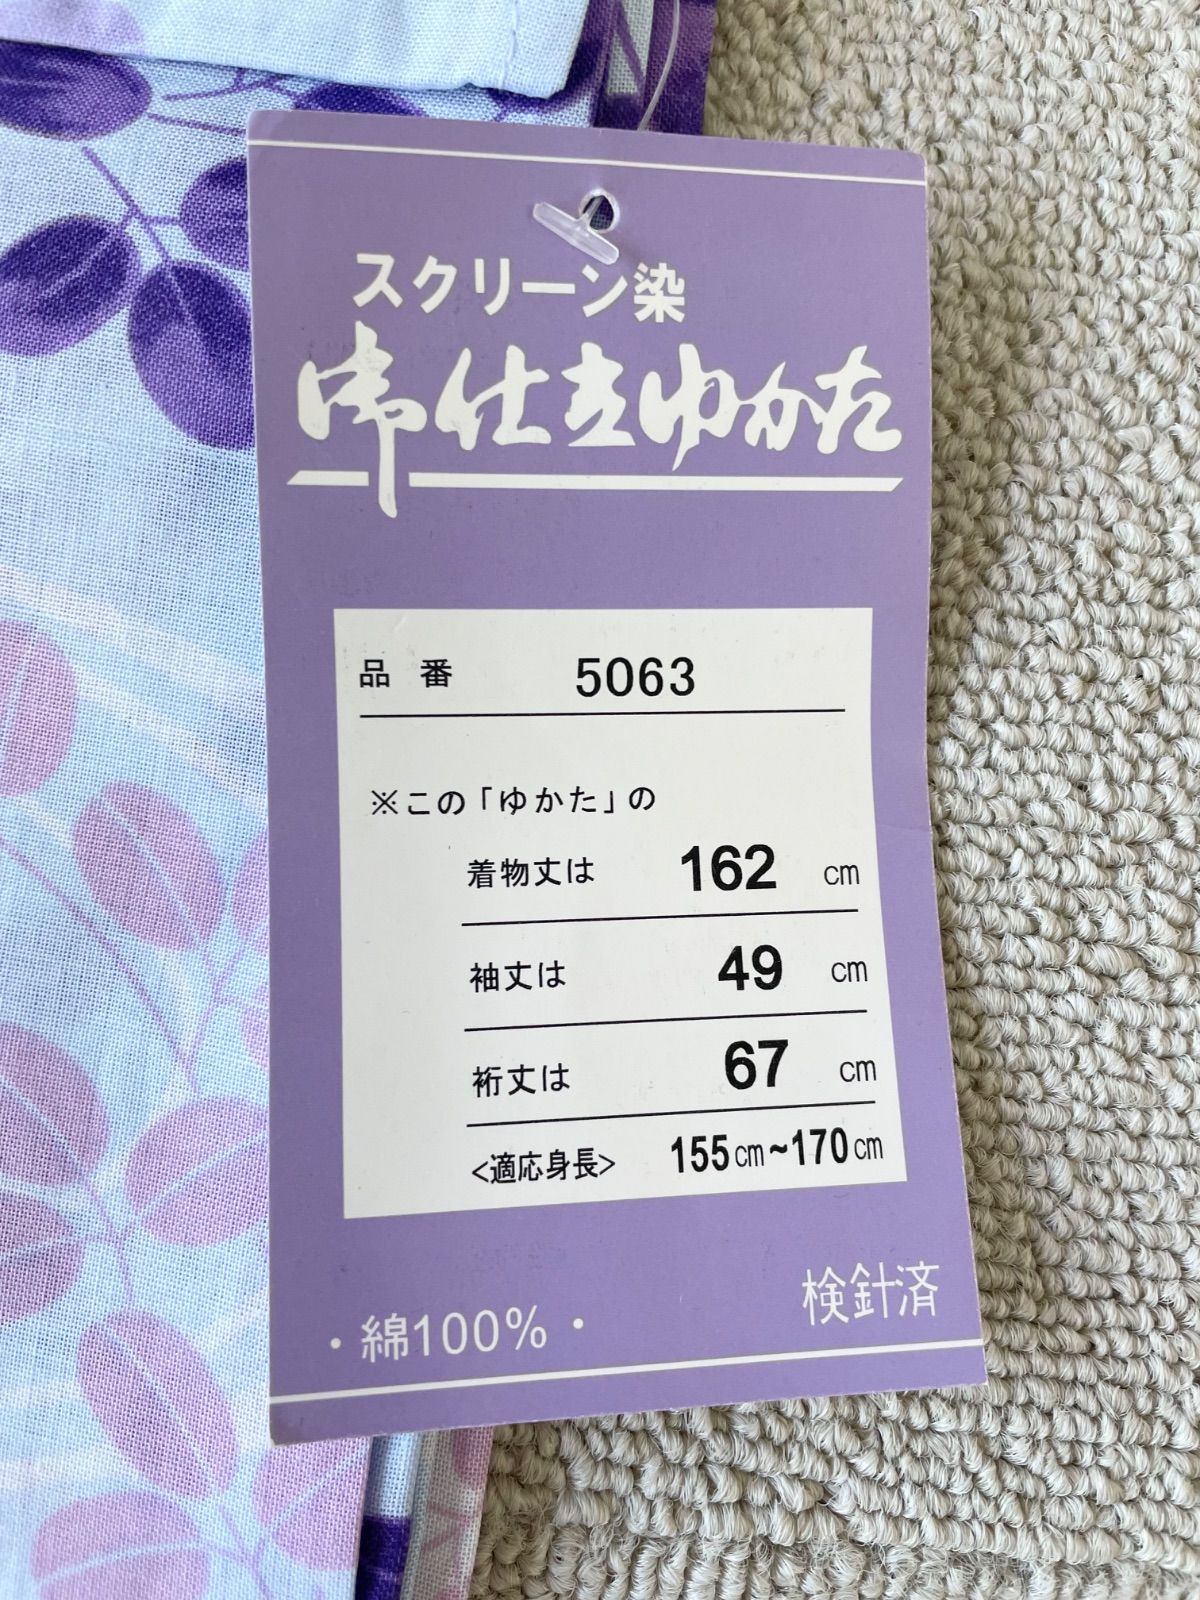 スクリーン染
御仕立ゆかた
品 番 5063
※この「ゆかた」の
着物丈は 162 cm
袖丈は 49 cm
裄丈は 67 cm
<適応身長> 155cm~170cm
検針済
・綿100%・